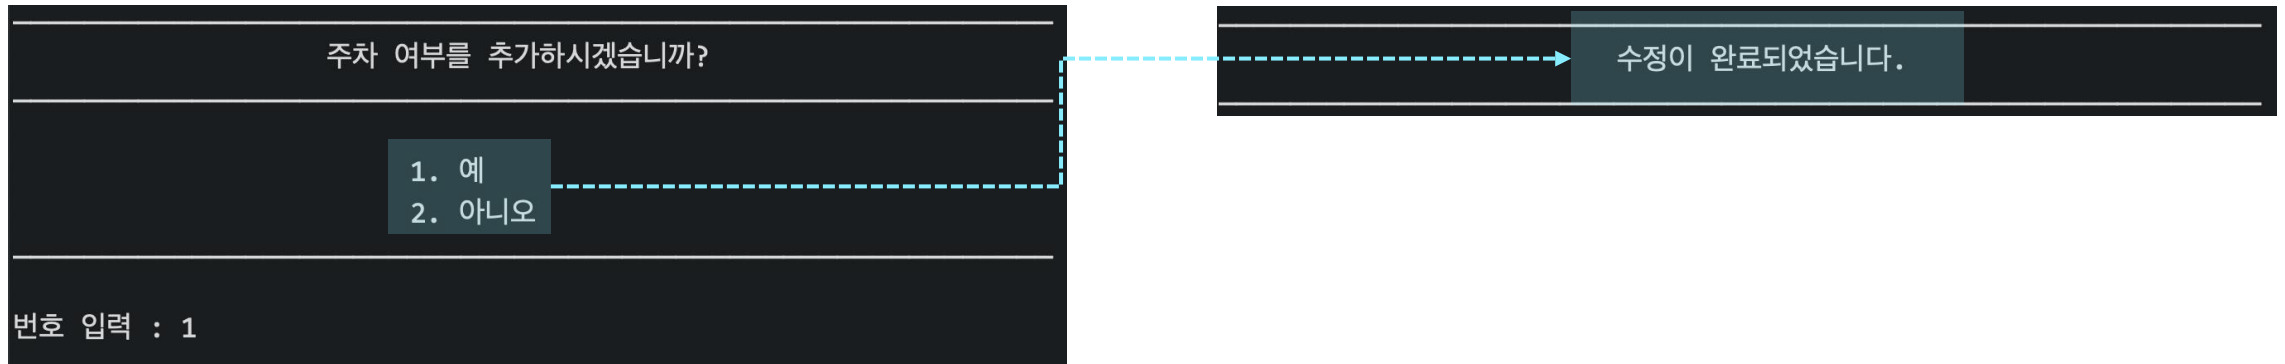 주차 여부를 추가하시겠습니까?
1. 예
2. 아니오
번호 입력 : 1
수정이 완료되었습니다.